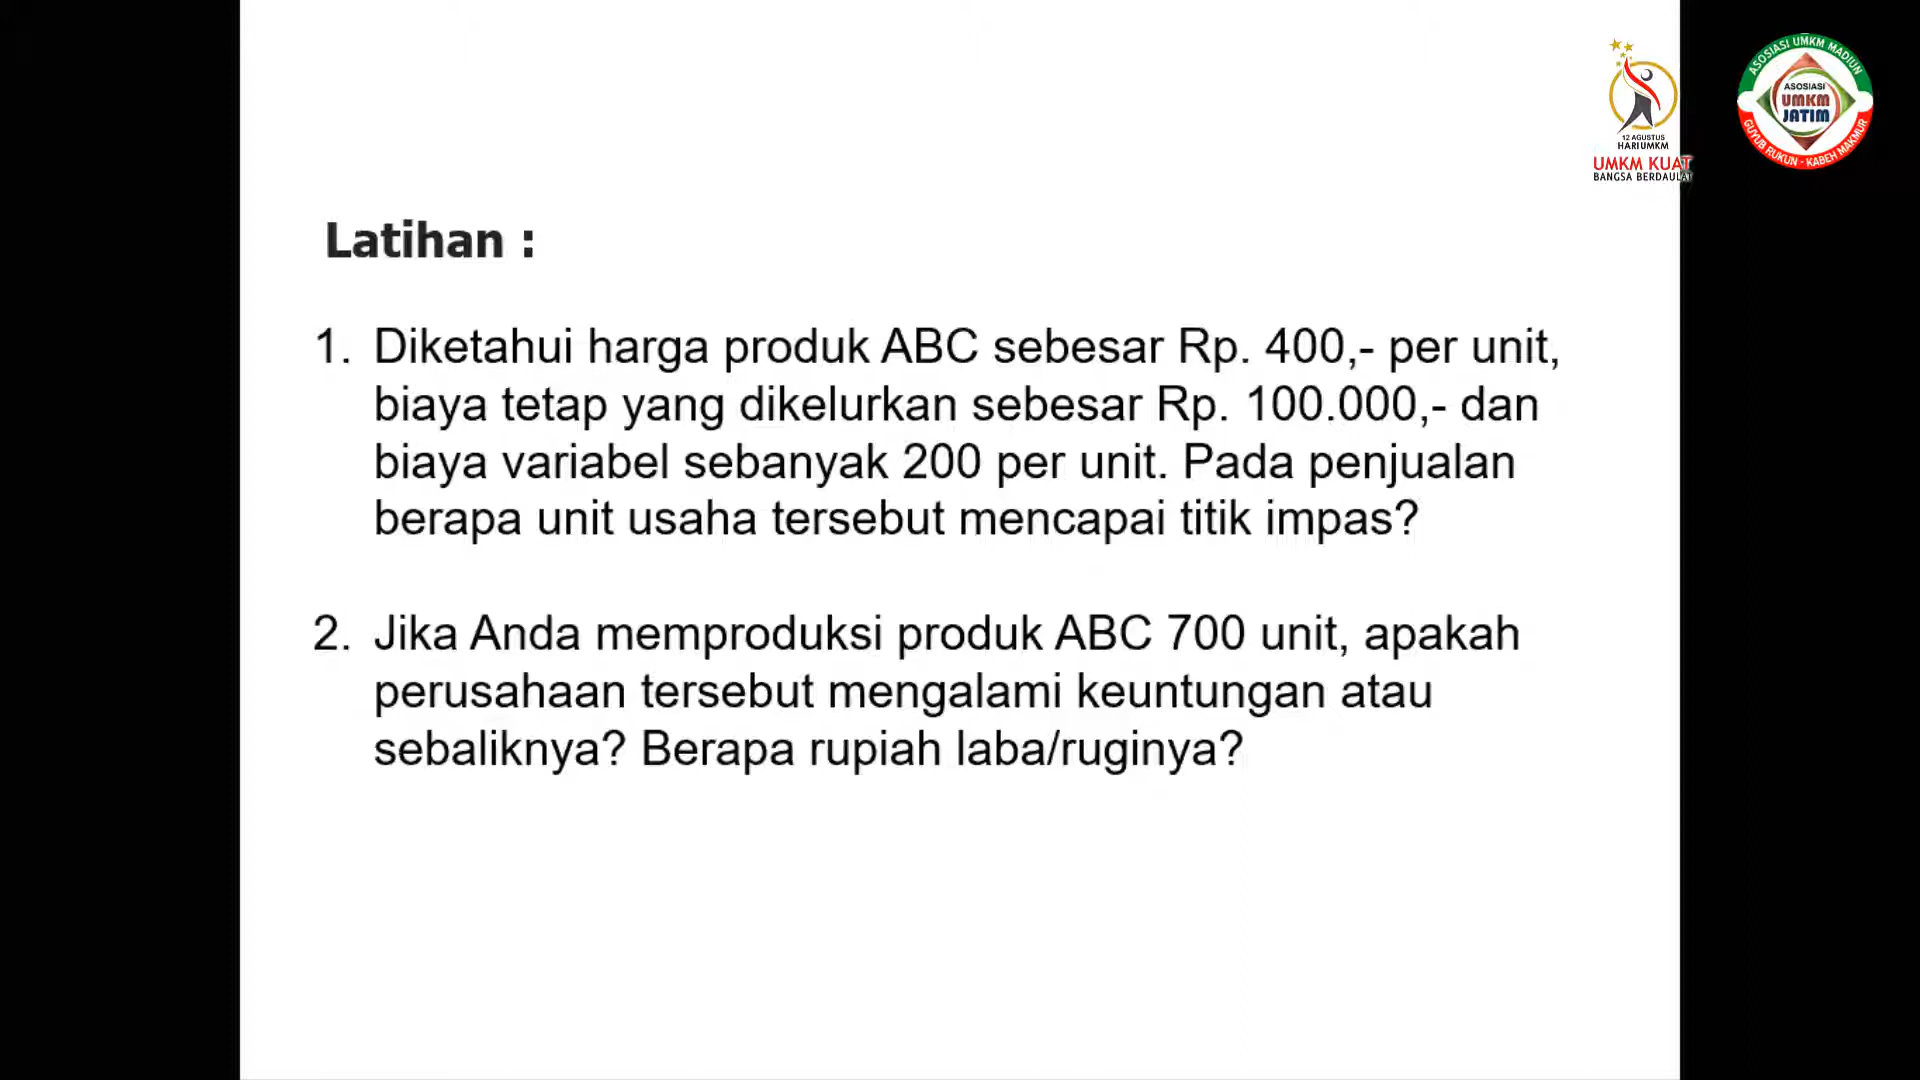 12 AGUSTUS
HARI UMKM
UMKM KUAT
BANGSA BERDAULAT
ASOSIASI UMKM MADIUN
ASOSIASI
UMKM
JATIM
GUYUB RUKUN - KABEH MAKMUR
Latihan :
1. Diketahui harga produk ABC sebesar Rp. 400,- per unit,
biaya tetap yang dikelurkan sebesar Rp. 100.000,- dan
biaya variabel sebanyak 200 per unit. Pada penjualan
berapa unit usaha tersebut mencapai titik impas?
2. Jika Anda memproduksi produk ABC 700 unit, apakah
perusahaan tersebut mengalami keuntungan atau
sebaliknya? Berapa rupiah laba/ruginya?